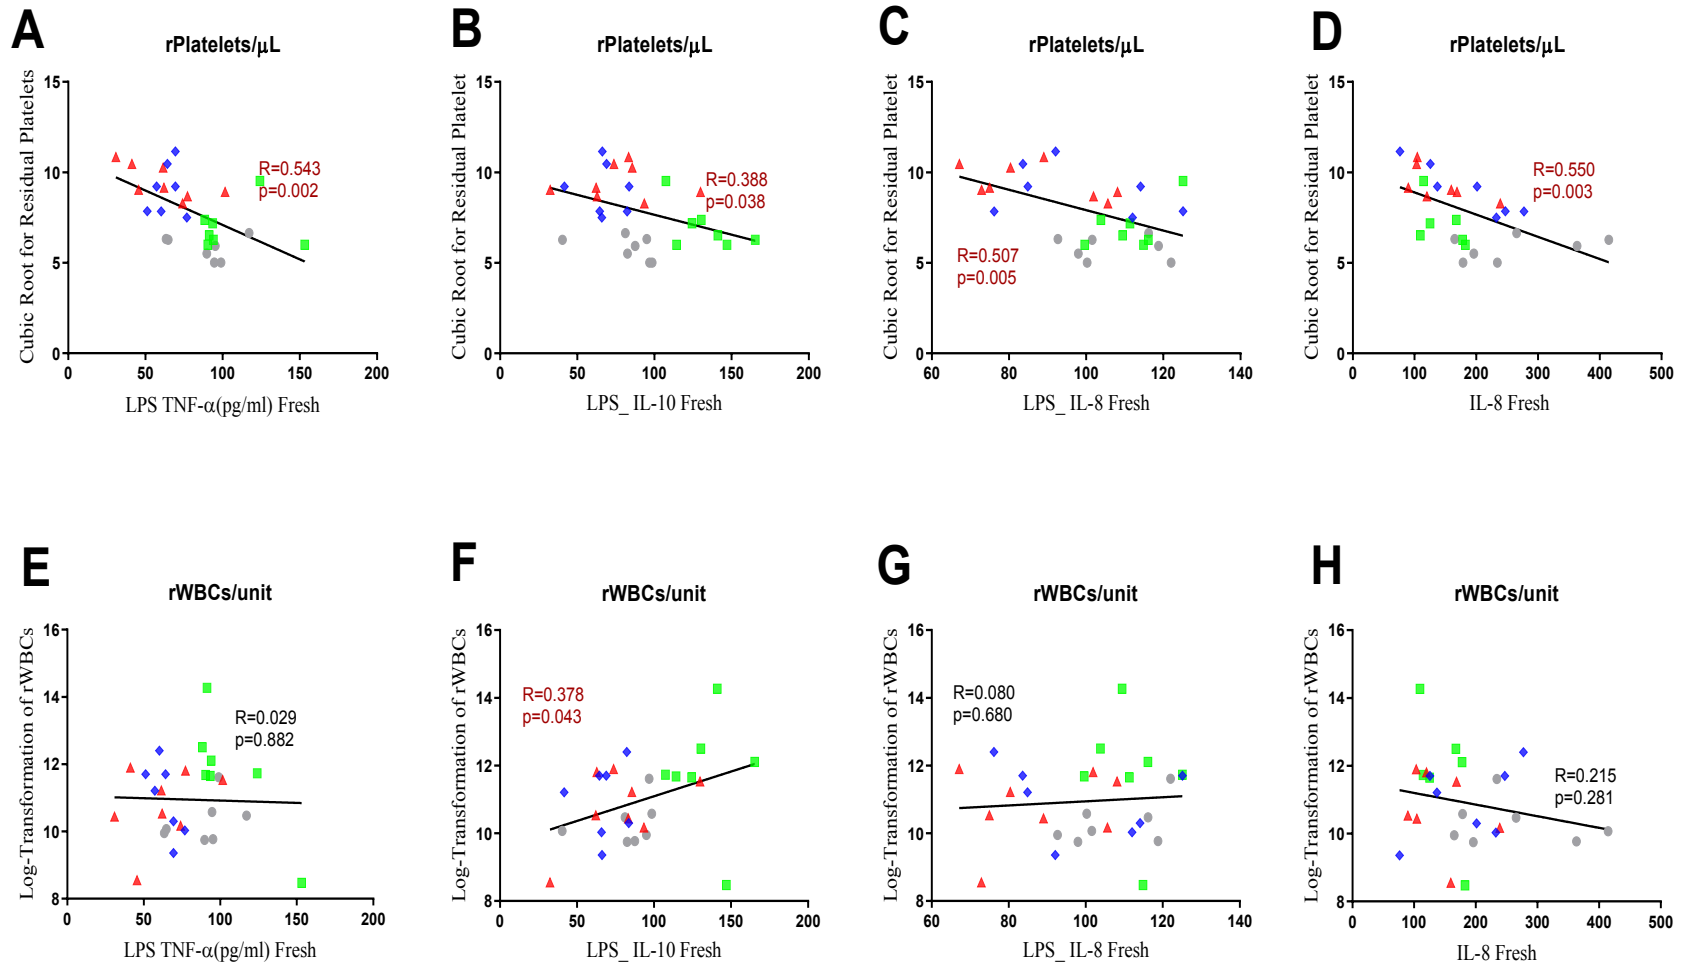 A
rPlatelets/μL
Cubic Root for Residual Platelets
15
10
5
0
R=0.543
p=0.002
0 50 100 150 200
LPS TNF-α(pg/ml) Fresh
B
rPlatelets/μL
Cubic Root for Residual Platelet
15
10
5
0
R=0.388
p=0.038
0 50 100 150 200
LPS_ IL-10 Fresh
C
rPlatelets/μL
Cubic Root for Residual Platelet
15
10
5
0
R=0.507
p=0.005
60 80 100 120 140
LPS_ IL-8 Fresh
D
rPlatelets/μL
Cubic Root for Residual Platelet
15
10
5
0
R=0.550
p=0.003
0 100 200 300 400 500
IL-8 Fresh
E
rWBCs/unit
Log-Transformation of rWBCs
16
14
12
10
8
R=0.029
p=0.882
0 50 100 150 200
LPS TNF-α(pg/ml) Fresh
F
rWBCs/unit
Log-Transformation of rWBCs
16
14
12
10
8
R=0.378
p=0.043
0 50 100 150 200
LPS_ IL-10 Fresh
G
rWBCs/unit
Log-Transformation of rWBCs
16
14
12
10
8
R=0.080
p=0.680
60 80 100 120 140
LPS_ IL-8 Fresh
H
rWBCs/unit
Log-Transformation of rWBCs
16
14
12
10
8
R=0.215
p=0.281
0 100 200 300 400 500
IL-8 Fresh